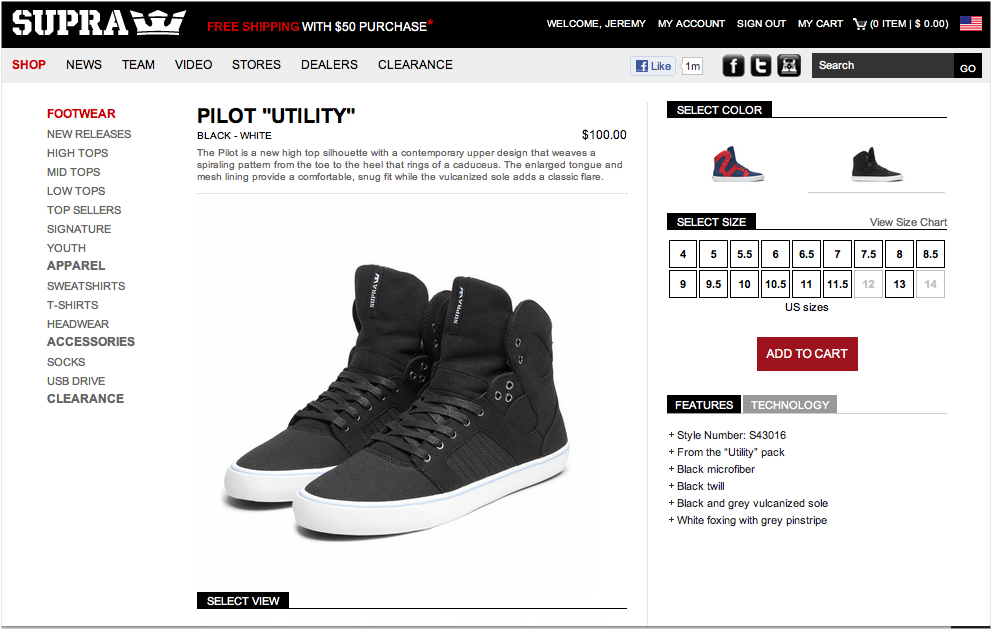 SUPRA
FREE SHIPPING WITH $50 PURCHASE*
WELCOME, JEREMY MY ACCOUNT SIGN OUT MY CART (0 ITEM | $ 0.00)
SHOP NEWS TEAM VIDEO STORES DEALERS CLEARANCE
f Like 1m
f t
Search GO
FOOTWEAR
NEW RELEASES
HIGH TOPS
MID TOPS
LOW TOPS
TOP SELLERS
SIGNATURE
YOUTH
APPAREL
SWEATSHIRTS
T-SHIRTS
HEADWEAR
ACCESSORIES
SOCKS
USB DRIVE
CLEARANCE
PILOT "UTILITY"
BLACK - WHITE $100.00
The Pilot is a new high top silhouette with a contemporary upper design that weaves a
spiraling pattern from the toe to the heel that rings of a caduceus. The enlarged tongue and
mesh lining provide a comfortable, snug fit while the vulcanized sole adds a classic flare.
SUPRA
SUPRA
SELECT VIEW
SELECT COLOR
SELECT SIZE View Size Chart
4 5 5.5 6 6.5 7 7.5 8 8.5
9 9.5 10 10.5 11 11.5 12 13 14
US sizes
ADD TO CART
FEATURES TECHNOLOGY
+ Style Number: S43016
+ From the "Utility" pack
+ Black microfiber
+ Black twill
+ Black and grey vulcanized sole
+ White foxing with grey pinstripe